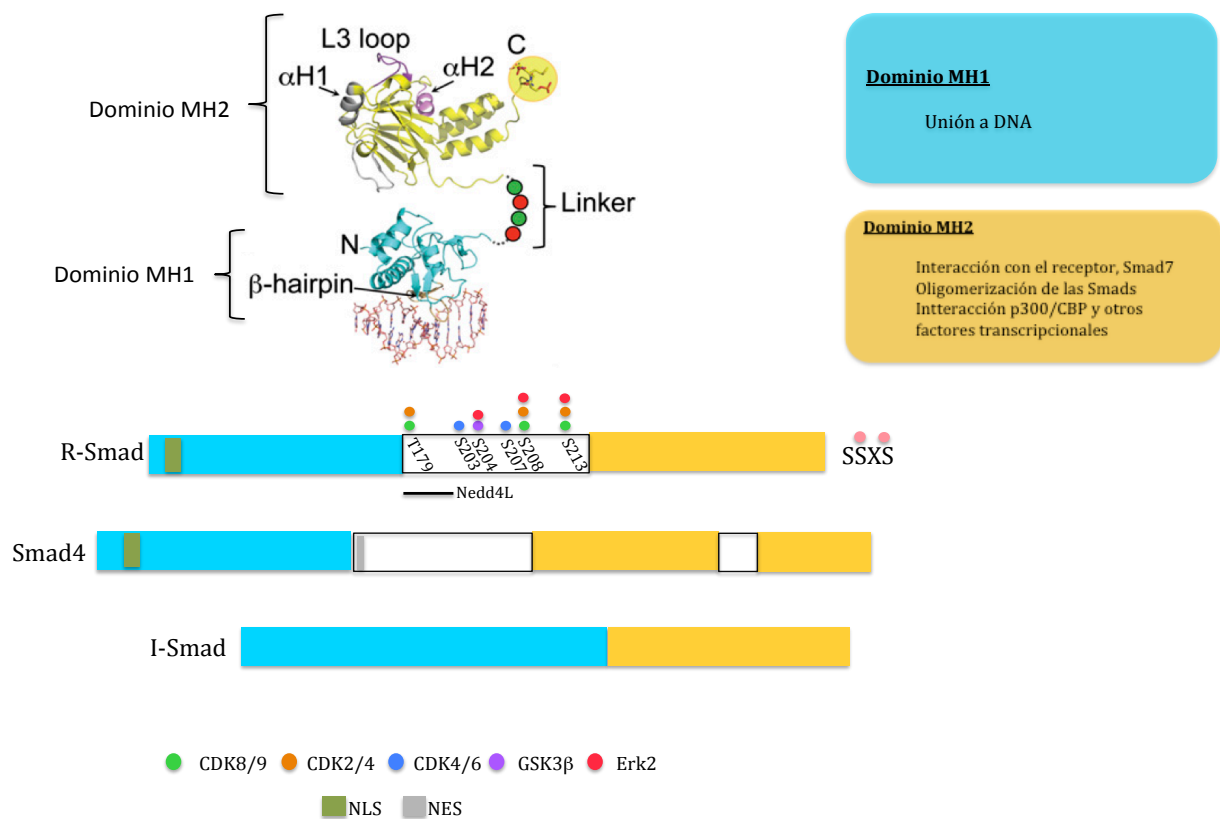 L3 loop
C
αH1
αH2
Dominio MH2
Linker
N
Dominio MH1
β-hairpin
Dominio MH1
Unión a DNA
Dominio MH2
Interacción con el receptor, Smad7
Oligomerización de las Smads
Intteracción p300/CBP y otros
factores transcripcionales
R-Smad
T179
S203
S204
S207
S208
S213
SSXS
Nedd4L
Smad4
I-Smad
CDK8/9
CDK2/4
CDK4/6
GSK3β
Erk2
NLS
NES